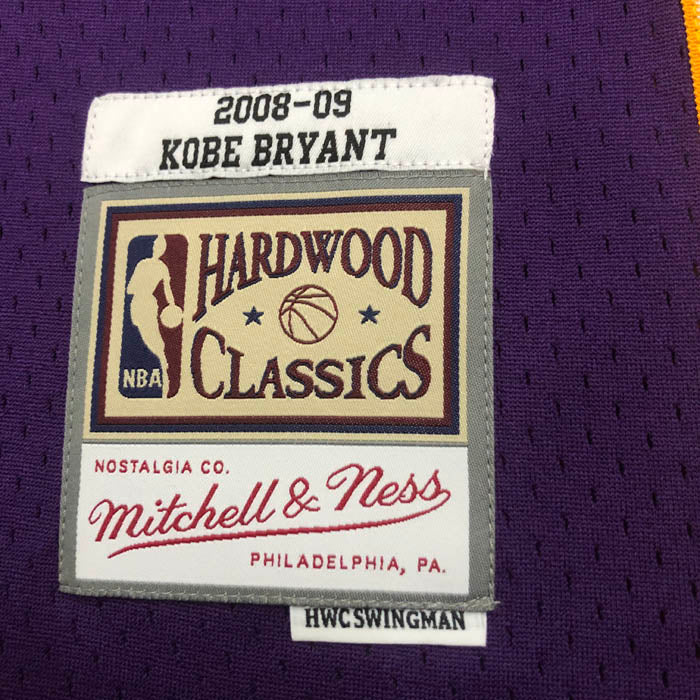 2008-09
KOBE BRYANT
HARDWOOD
CLASSICS
NBA
NOSTALGIA CO.
Mitchell & Ness
PHILADELPHIA, PA.
HWC SWINGMAN